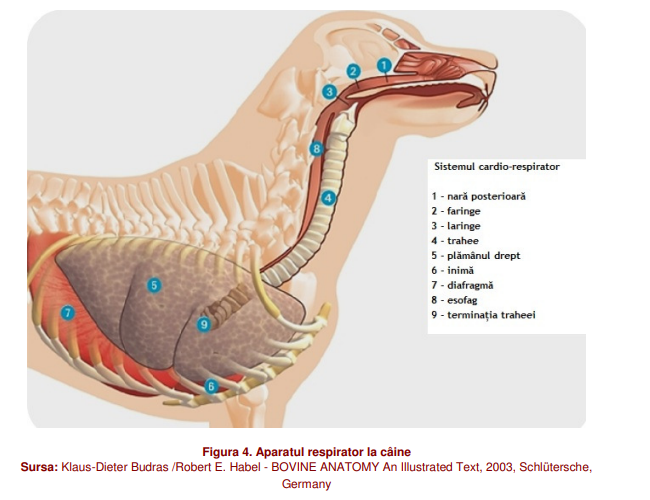 1
2
3
8
4
5
7
9
6
Sistemul cardio-respirator
1 - nară posterioară
2 - faringe
3 - laringe
4 - trahee
5 - plămânul drept
6 - inimă
7 - diafragmă
8 - esofag
9 - terminația traheei
Figura 4. Aparatul respirator la câine
Sursa: Klaus-Dieter Budras /Robert E. Habel - BOVINE ANATOMY An Illustrated Text, 2003, Schlütersche,
Germany